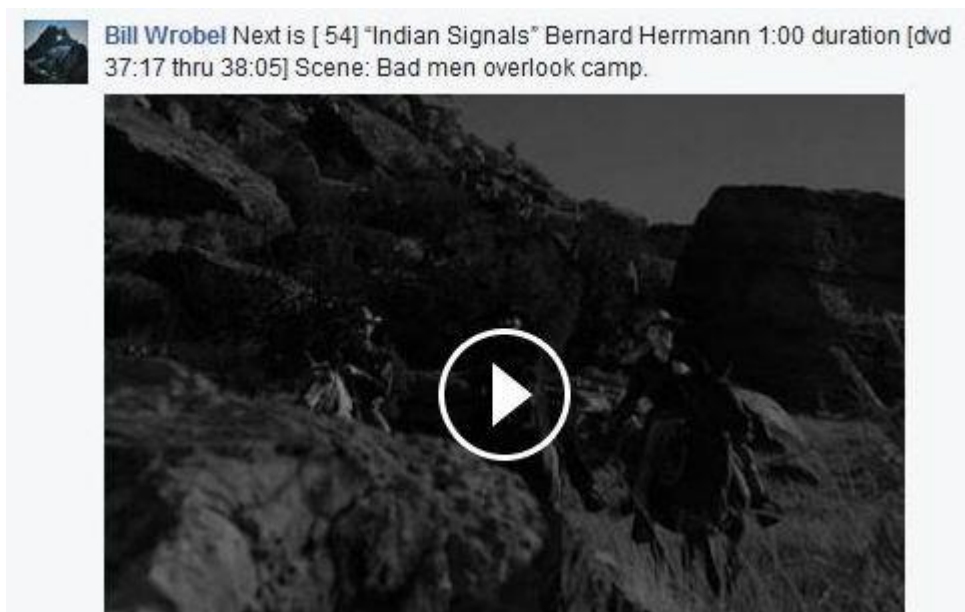 Bill Wrobel Next is [ 54] “Indian Signals” Bernard Herrmann 1:00 duration [dvd
37:17 thru 38:05] Scene: Bad men overlook camp.